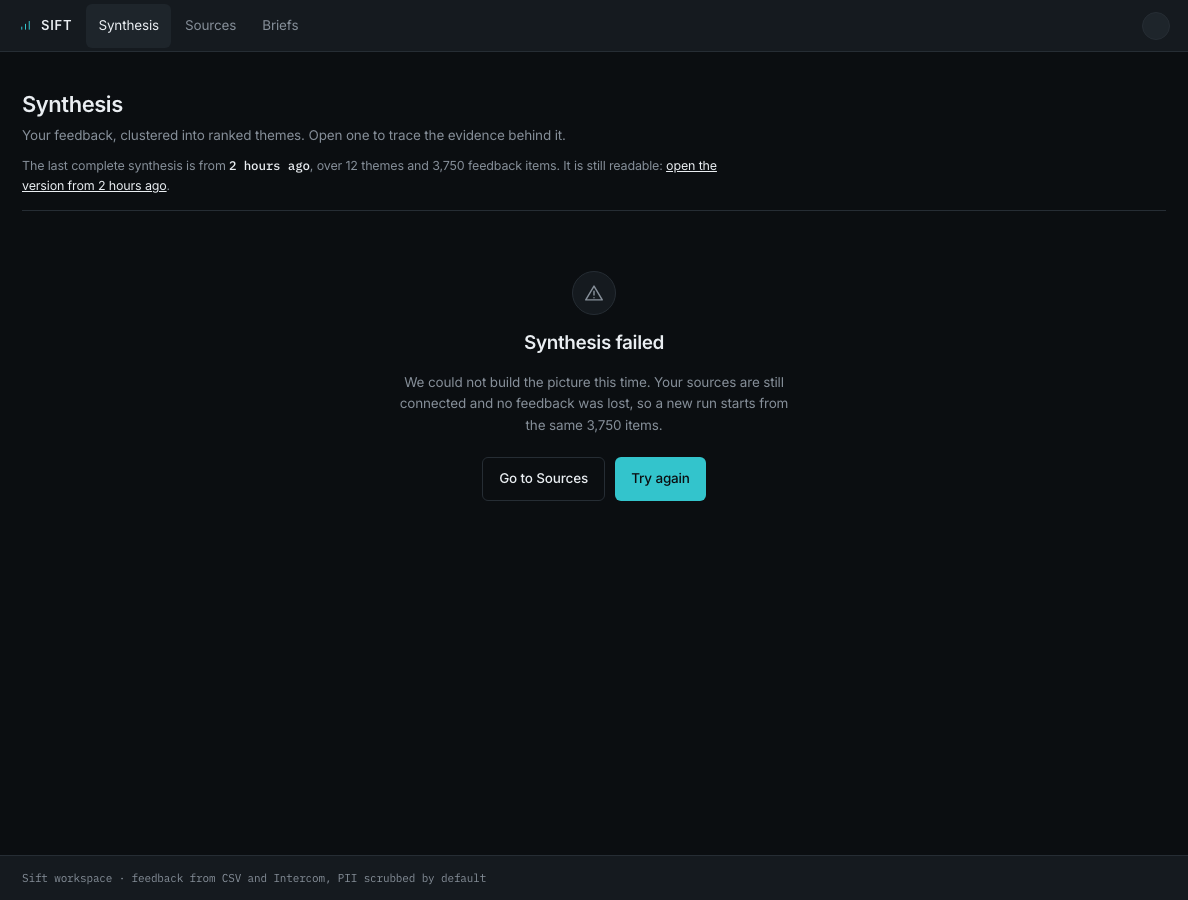 SIFT
Synthesis
Sources
Briefs
Synthesis
Your feedback, clustered into ranked themes. Open one to trace the evidence behind it.
The last complete synthesis is from 2 hours ago, over 12 themes and 3,750 feedback items. It is still readable: open the
version from 2 hours ago.
Synthesis failed
We could not build the picture this time. Your sources are still
connected and no feedback was lost, so a new run starts from
the same 3,750 items.
Go to Sources
Try again
Sift workspace · feedback from CSV and Intercom, PII scrubbed by default